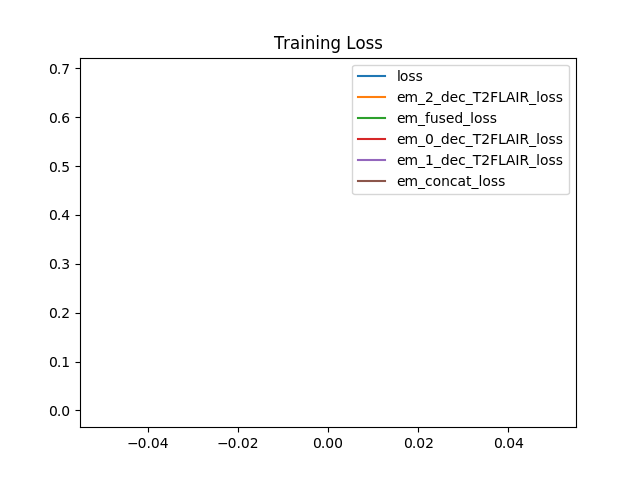 Training Loss
0.7
0.6
0.5
0.4
0.3
0.2
0.1
0.0
loss
em_2_dec_T2FLAIR_loss
em_fused_loss
em_0_dec_T2FLAIR_loss
em_1_dec_T2FLAIR_loss
em_concat_loss
−0.04 −0.02 0.00 0.02 0.04